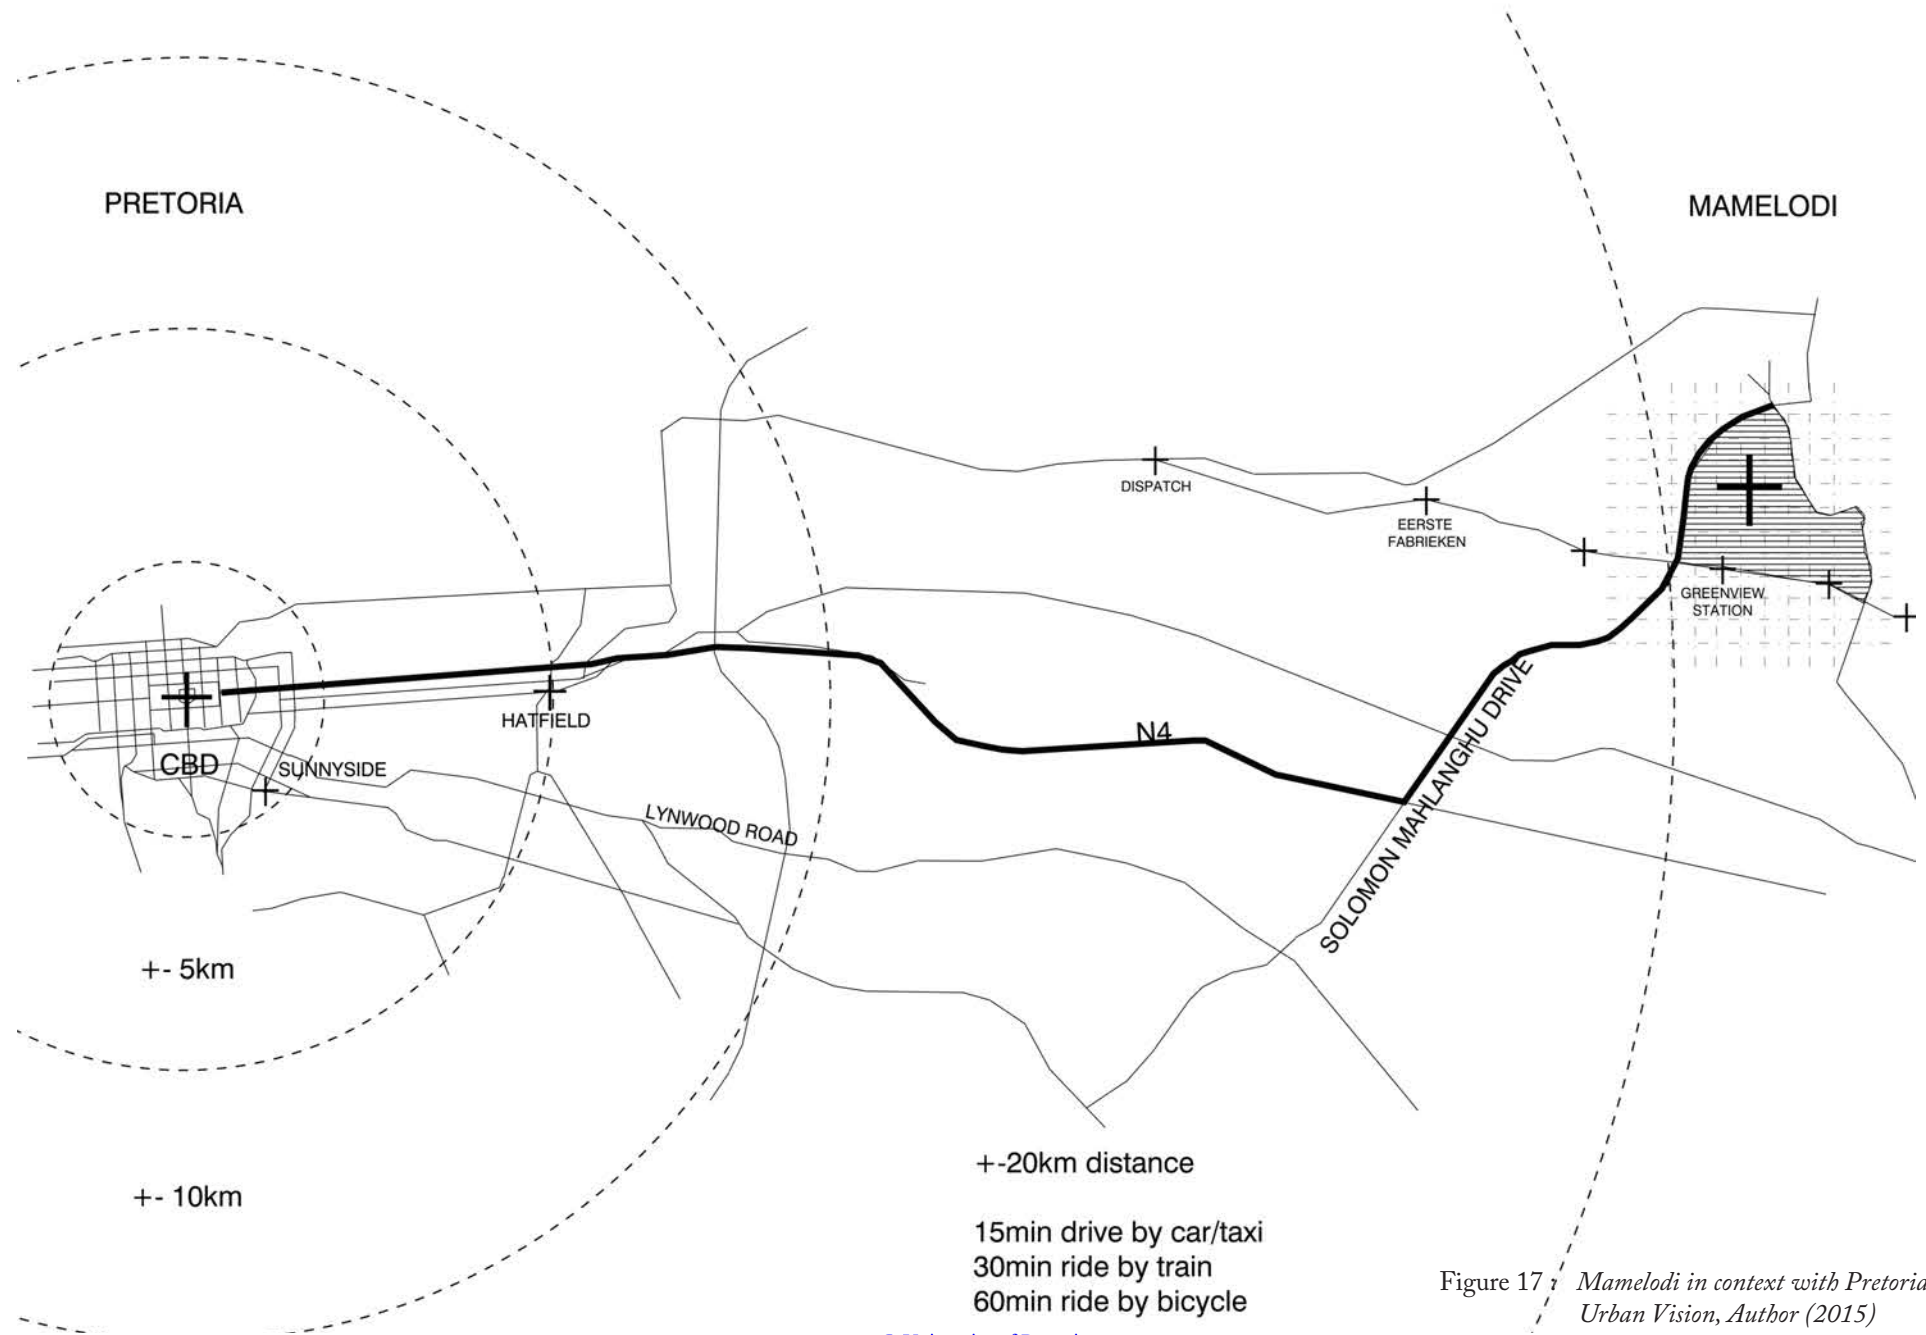 PRETORIA
MAMELODI
DISPATCH
EERSTE
FABRIEKEN
GREENVIEW
STATION
HATFIELD
N4
CBD
SUNNYSIDE
LYNWOOD ROAD
SOLOMON MAHLANGHU DRIVE
+- 5km
+- 10km
+-20km distance
15min drive by car/taxi
30min ride by train
60min ride by bicycle
Figure 17 : Mamelodi in context with Pretoria
Urban Vision, Author (2015)